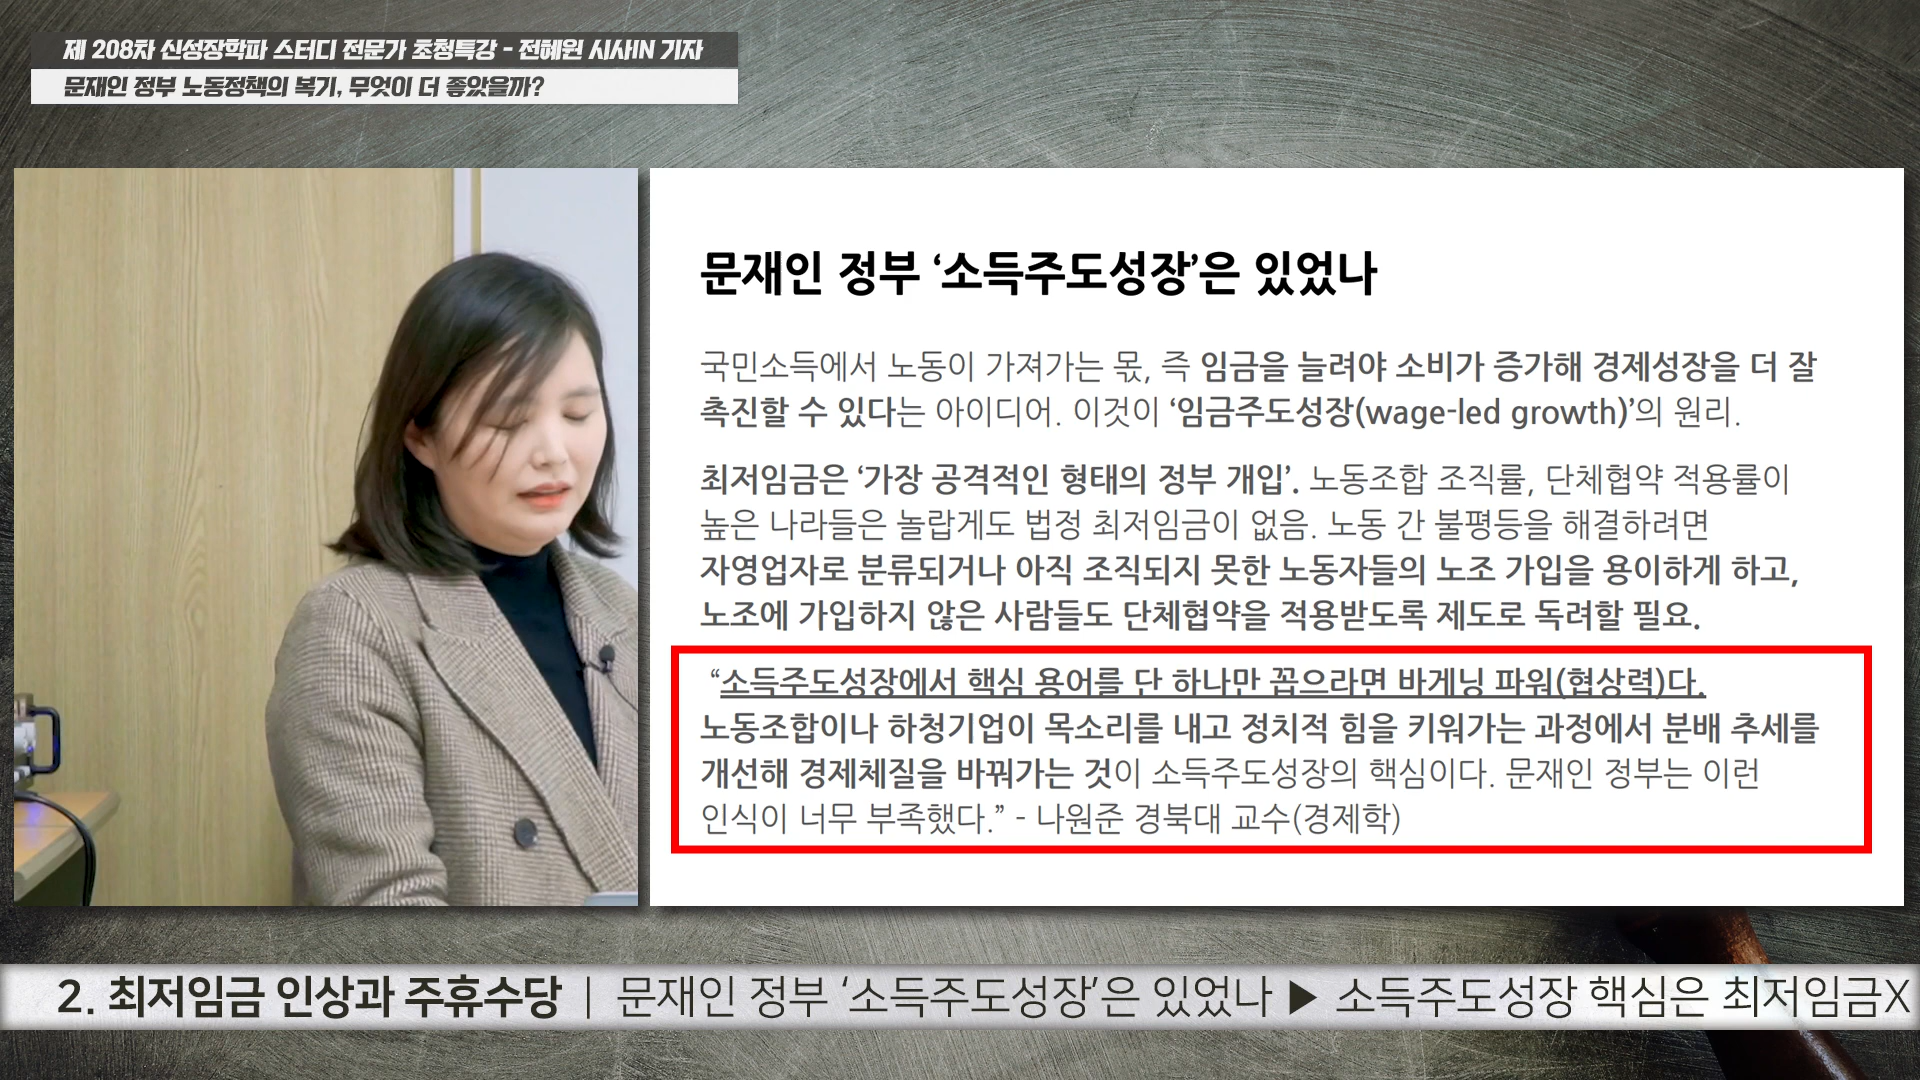 제 208차 신성장학파 스터디 전문가 초청특강 - 전혜원 시사IN 기자
문재인 정부 노동정책의 복기, 무엇이 더 좋았을까?
문재인 정부 ‘소득주도성장’은 있었나
국민소득에서 노동이 가져가는 몫, 즉 임금을 늘려야 소비가 증가해 경제성장을 더 잘
촉진할 수 있다는 아이디어. 이것이 ‘임금주도성장(wage-led growth)’의 원리.
최저임금은 ‘가장 공격적인 형태의 정부 개입’. 노동조합 조직률, 단체협약 적용률이
높은 나라들은 놀랍게도 법정 최저임금이 없음. 노동 간 불평등을 해결하려면
자영업자로 분류되거나 아직 조직되지 못한 노동자들의 노조 가입을 용이하게 하고,
노조에 가입하지 않은 사람들도 단체협약을 적용받도록 제도로 독려할 필요.
“소득주도성장에서 핵심 용어를 단 하나만 꼽으라면 바게닝 파워(협상력)다.
노동조합이나 하청기업이 목소리를 내고 정치적 힘을 키워가는 과정에서 분배 추세를
개선해 경제체질을 바꿔가는 것이 소득주도성장의 핵심이다. 문재인 정부는 이런
인식이 너무 부족했다.” - 나원준 경북대 교수(경제학)
2. 최저임금 인상과 주휴수당 | 문재인 정부 ‘소득주도성장’은 있었나 ▶ 소득주도성장 핵심은 최저임금X